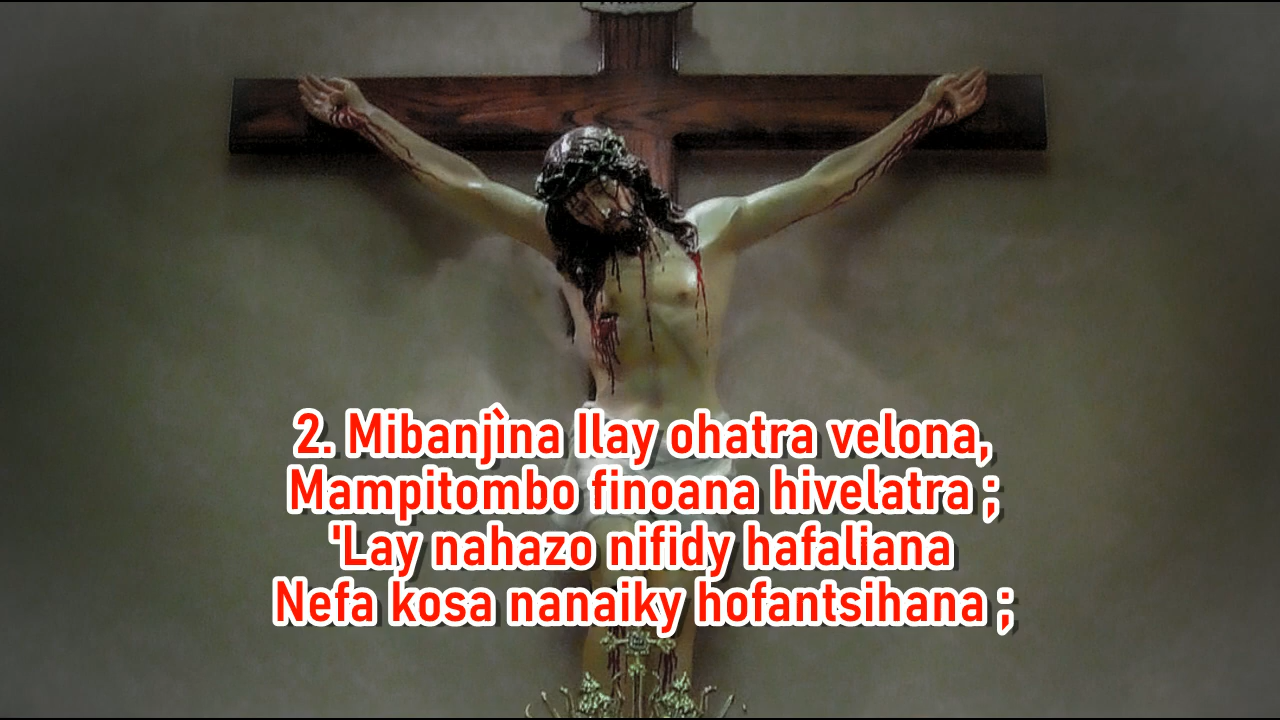 2. Mibanjìna Ilay ohatra velona,
Mampitombo finoana hivelatra ;
'Lay nahazo nifidy hafaliana
Nefa kosa nanaiky hofantsihana ;